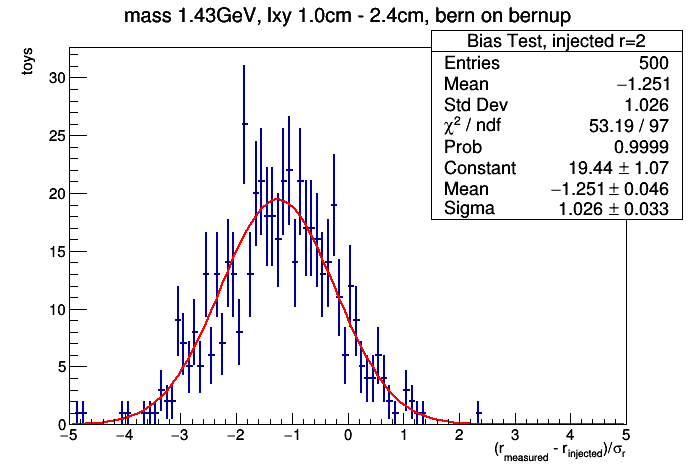 mass 1.43GeV, lxy 1.0cm - 2.4cm, bern on bernup
Bias Test, injected r=2
Entries 500
Mean −1.251
Std Dev 1.026
χ² / ndf 53.19 / 97
Prob 0.9999
Constant 19.44 ± 1.07
Mean −1.251 ± 0.046
Sigma 1.026 ± 0.033
toys
30
25
20
15
10
5
0
−5 −4 −3 −2 −1 0 1 2 3 4 5
(r_measured - r_injected)/σ_r